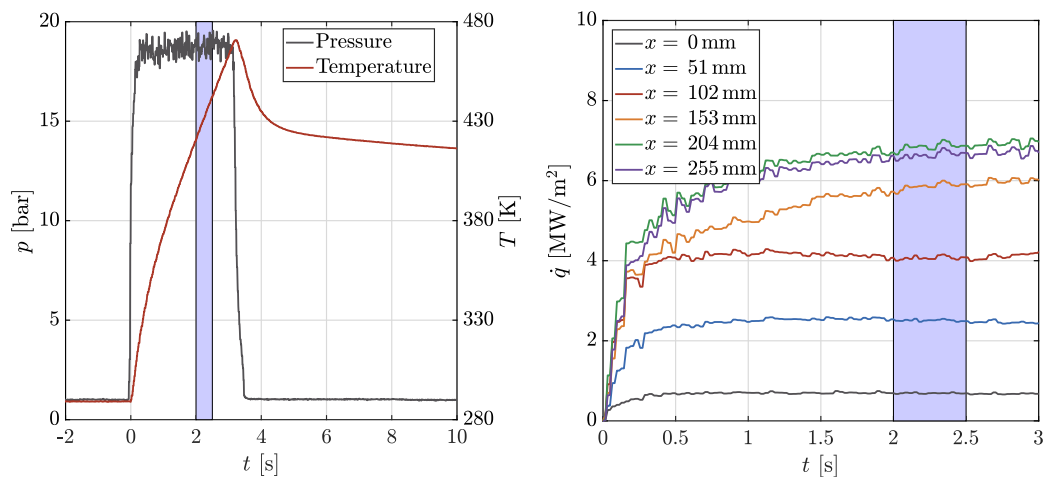 20
15
10
5
0
p [bar]
Pressure
Temperature
480
430
380
330
280
T [K]
-2
0
2
4
6
8
10
t [s]
10
8
6
4
2
0
q̇ [MW/m²]
x = 0 mm
x = 51 mm
x = 102 mm
x = 153 mm
x = 204 mm
x = 255 mm
0
0.5
1
1.5
2
2.5
3
t [s]